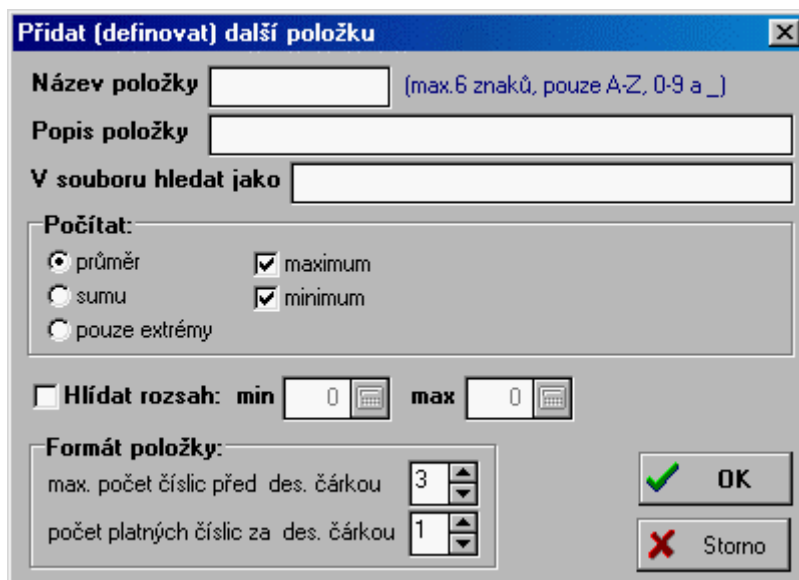 Přidat (definovat) další položku
Název položky (max.6 znaků, pouze A-Z, 0-9 a _)
Popis položky
V souboru hledat jako
Počítat:
průměr maximum
sumu minimum
pouze extrémy
Hlídat rozsah: min 0 max 0
Formát položky:
max. počet číslic před des. čárkou 3
počet platných číslic za des. čárkou 1
OK
Storno